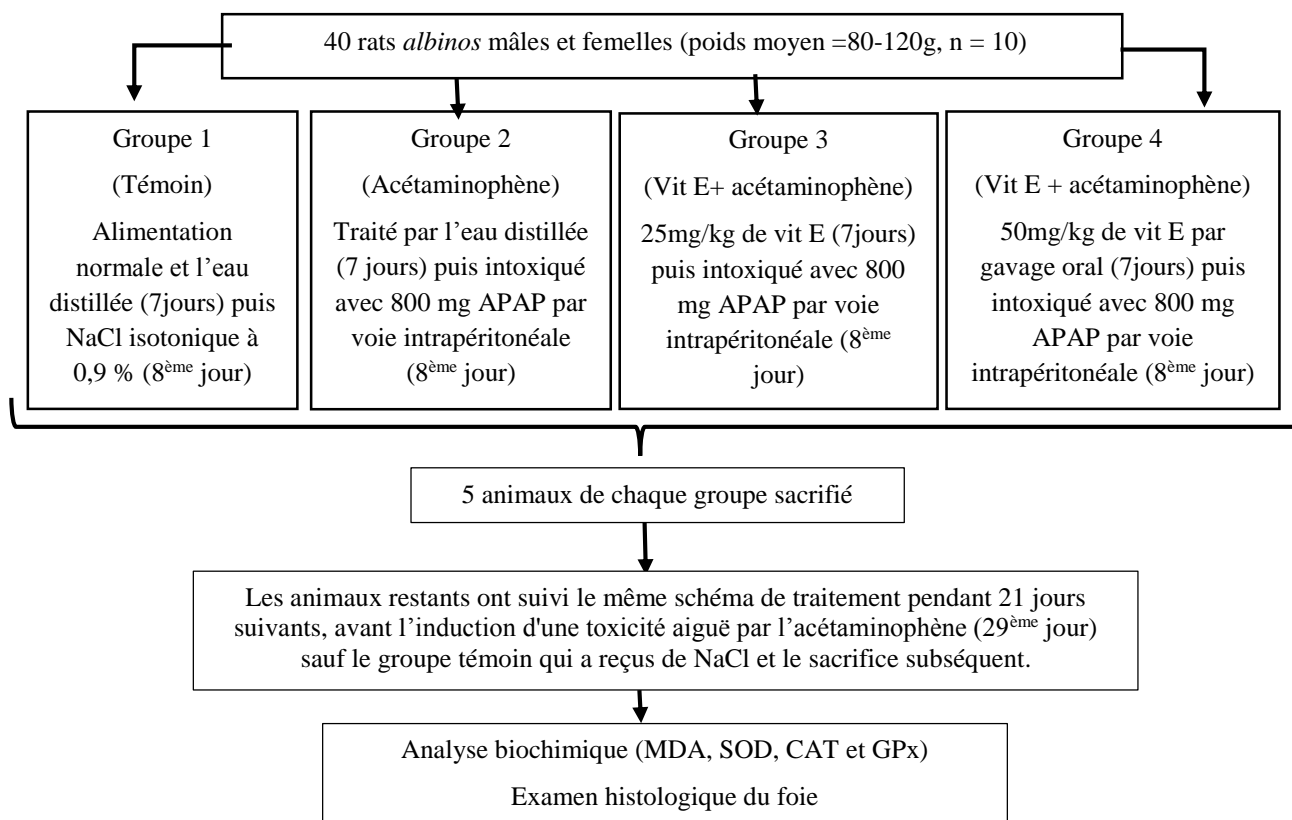 40 rats albinos mâles et femelles (poids moyen =80-120g, n = 10)
Groupe 1
(Témoin)
Alimentation
normale et l’eau
distillée (7jours) puis
NaCl isotonique à
0,9 % (8ème jour)
Groupe 2
(Acétaminophène)
Traité par l’eau distillée
(7 jours) puis intoxiqué
avec 800 mg APAP par
voie intrapéritonéale
(8ème jour)
Groupe 3
(Vit E+ acétaminophène)
25mg/kg de vit E (7jours)
puis intoxiqué avec 800
mg APAP par voie
intrapéritonéale (8ème
jour)
Groupe 4
(Vit E + acétaminophène)
50mg/kg de vit E par
gavage oral (7jours) puis
intoxiqué avec 800 mg
APAP par voie
intrapéritonéale (8ème jour)
5 animaux de chaque groupe sacrifié
Les animaux restants ont suivi le même schéma de traitement pendant 21 jours
suivants, avant l’induction d'une toxicité aiguë par l’acétaminophène (29ème jour)
sauf le groupe témoin qui a reçus de NaCl et le sacrifice subséquent.
Analyse biochimique (MDA, SOD, CAT et GPx)
Examen histologique du foie